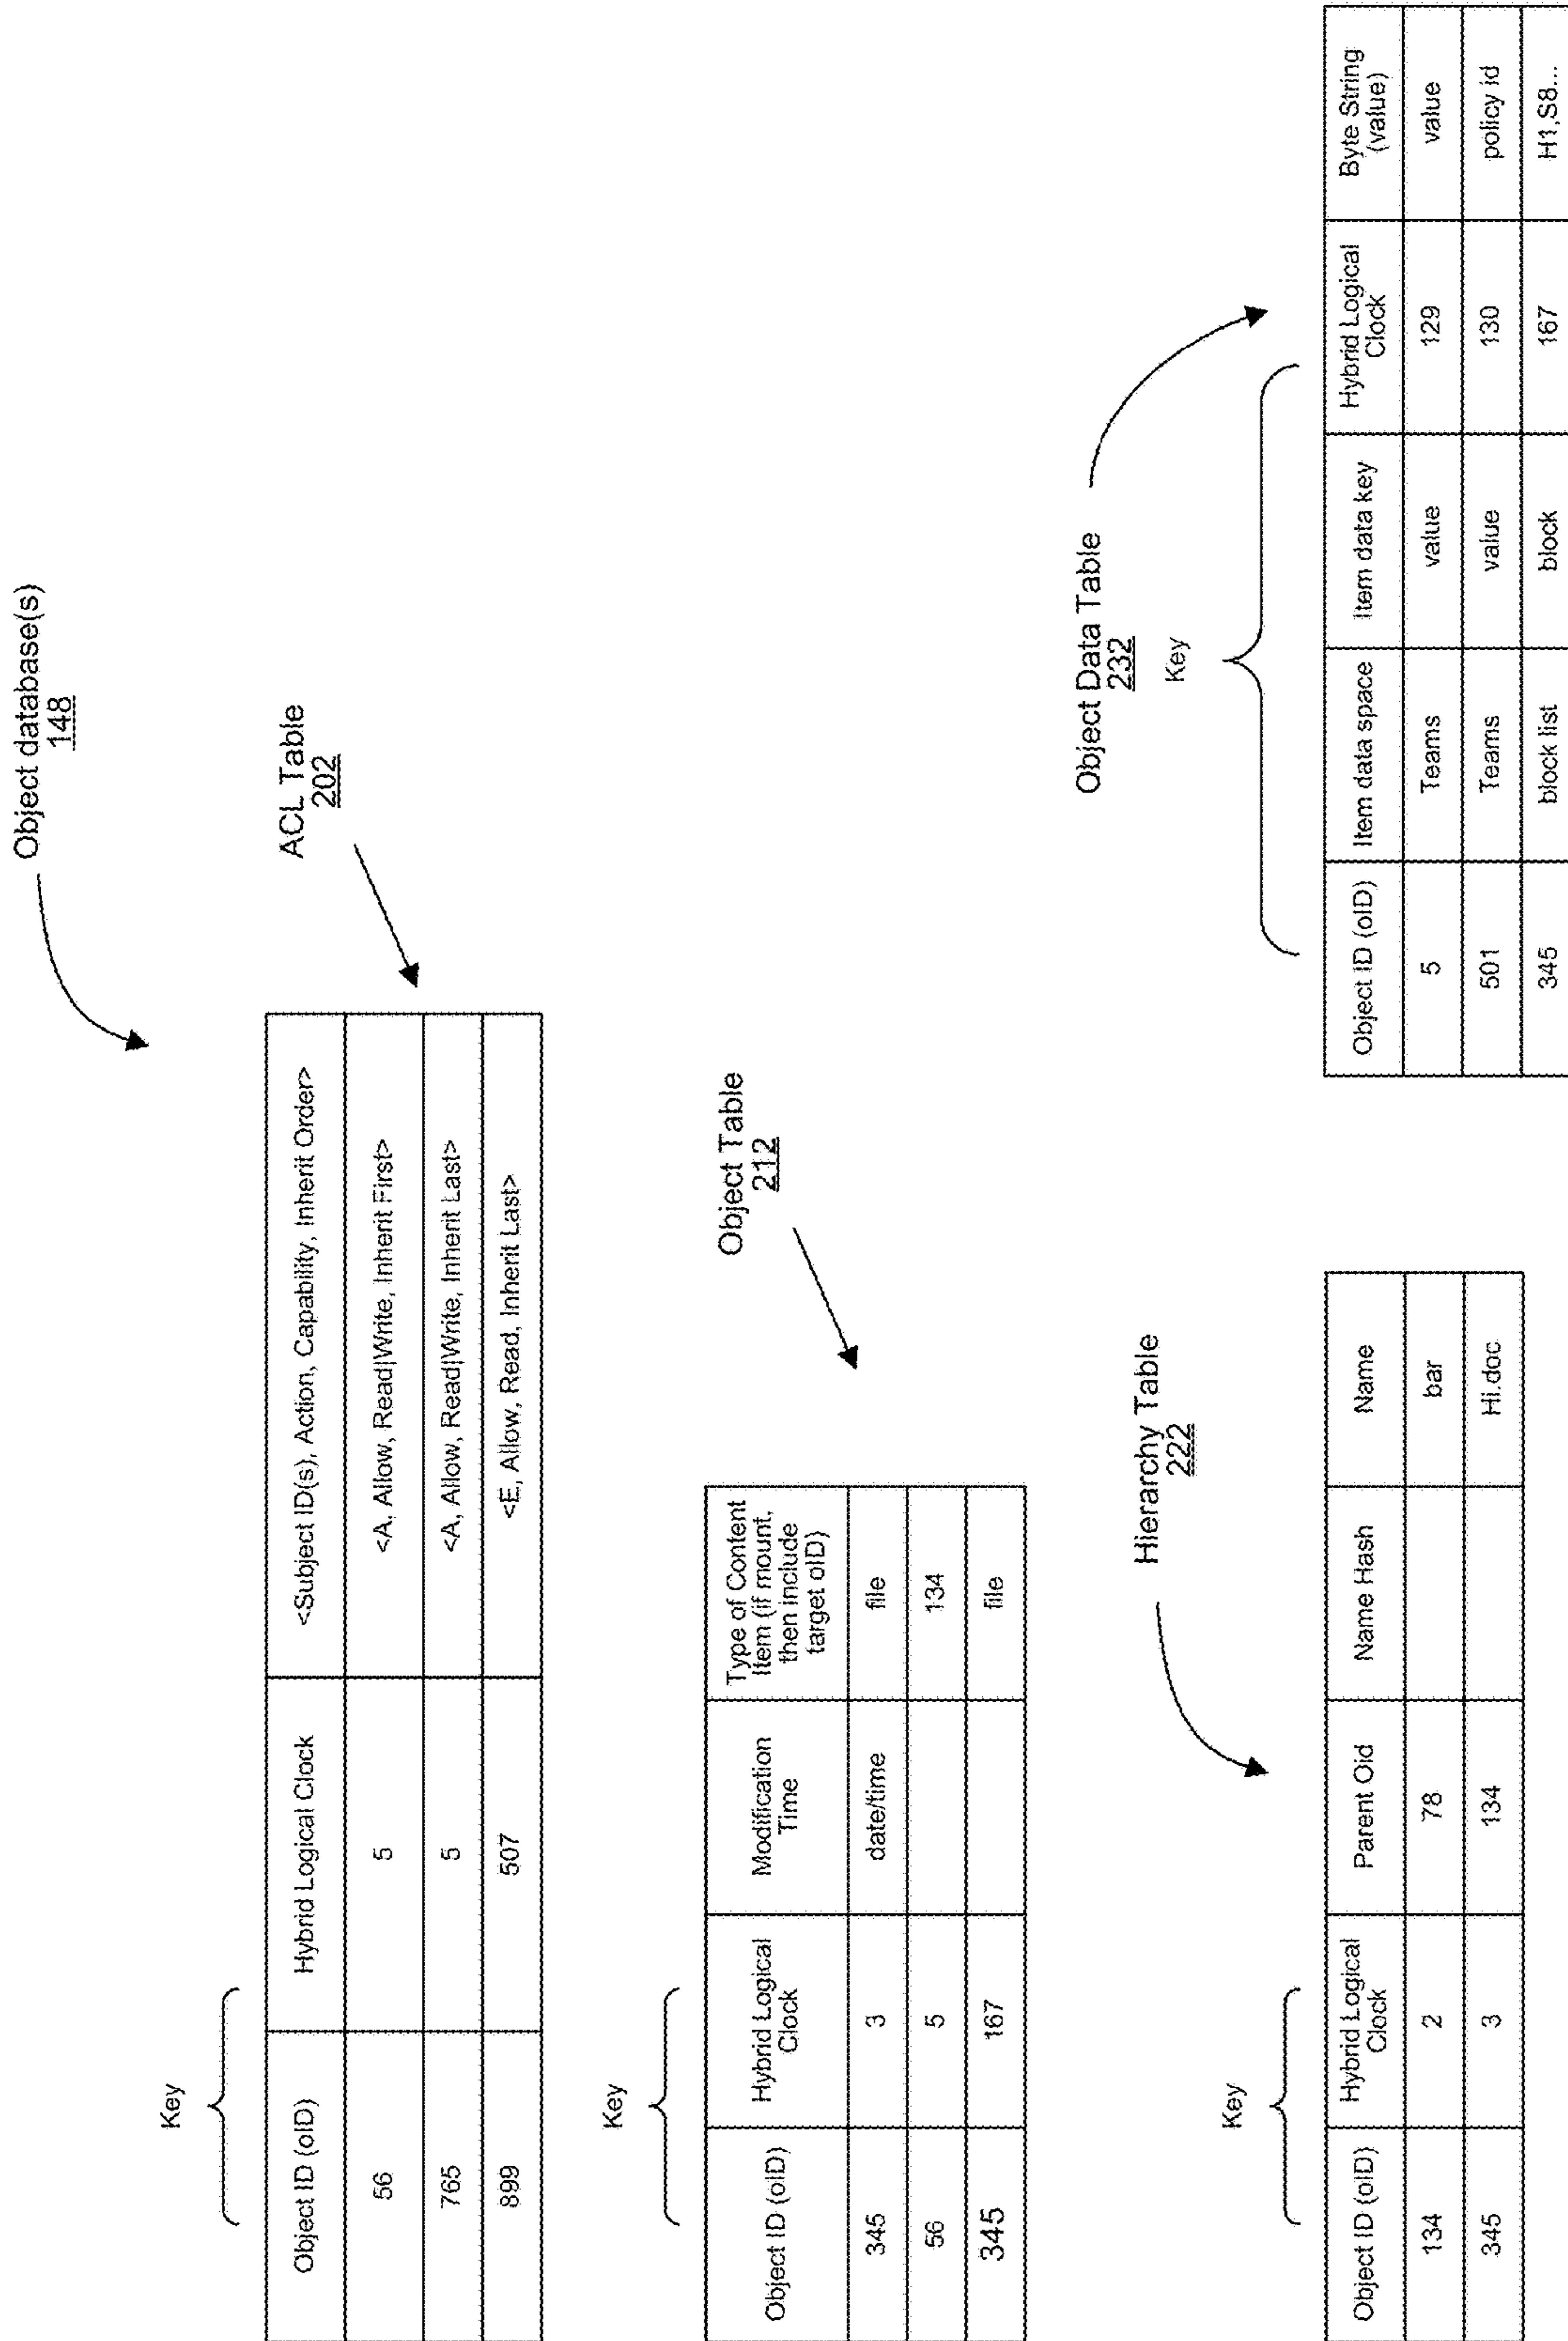 Object database(s)
148
ACL Table
202
Key
Object ID (oID)
Hybrid Logical Clock
<Subject ID(s), Action, Capability, Inherit Order>
56
5
<A, Allow, Read|Write, Inherit First>
765
5
<A, Allow, Read|Write, Inherit Last>
899
507
<E, Allow, Read, Inherit Last>
Object Table
212
Key
Object ID (oID)
Hybrid Logical
Clock
Modification
Time
Type of Content
Item (if mount,
then include
target oID)
345
3
date/time
file
56
5
134
345
167
file
Hierarchy Table
222
Key
Object ID (oID)
Hybrid Logical
Clock
Parent Oid
Name Hash
Name
134
2
78
bar
345
3
134
Hi.doc
Object Data Table
232
Key
Object ID (oID)
Item data space
Item data key
Hybrid Logical
Clock
Byte String
(value)
5
Teams
value
129
value
501
Teams
value
130
policy id
345
block list
block
167
H1,S8...